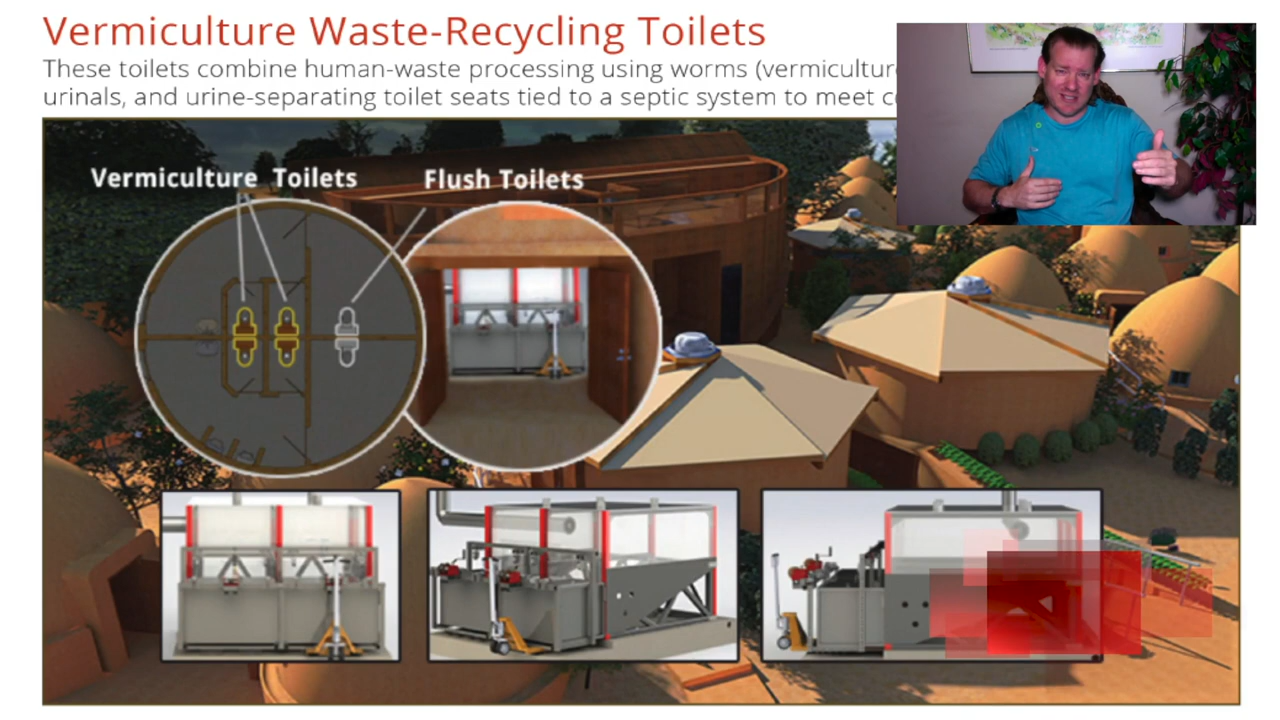 Vermiculture Waste-Recycling Toilets
These toilets combine human-waste processing using worms (vermiculture
urinals, and urine-separating toilet seats tied to a septic system to meet
Vermiculture Toilets
Flush Toilets